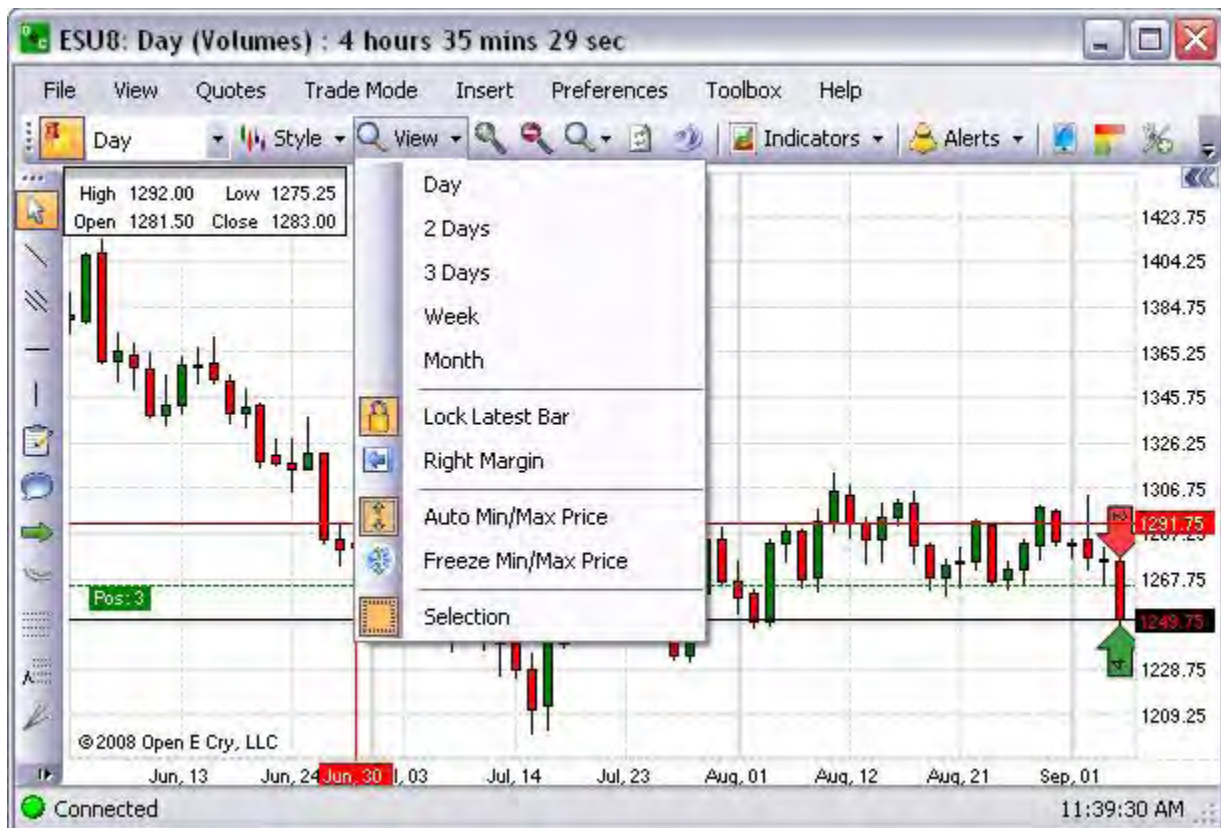 ESU8: Day (Volumes) : 4 hours 35 mins 29 sec
File View Quotes Trade Mode Insert Preferences Toolbox Help
Day Style View Indicators Alerts
High 1292.00 Low 1275.25
Open 1281.50 Close 1283.00
Day
2 Days
3 Days
Week
Month
Lock Latest Bar
Right Margin
Auto Min/Max Price
Freeze Min/Max Price
Selection
1423.75
1404.25
1384.75
1365.25
1345.75
1326.25
1306.75
1291.75
1287.25
1267.75
1249.75
1228.75
1209.25
Pos: 3
©2008 Open E Cry, LLC
Jun, 13 Jun, 24 Jun, 30 l, 03 Jul, 14 Jul, 23 Aug, 01 Aug, 12 Aug, 21 Sep, 01
Connected 11:39:30 AM